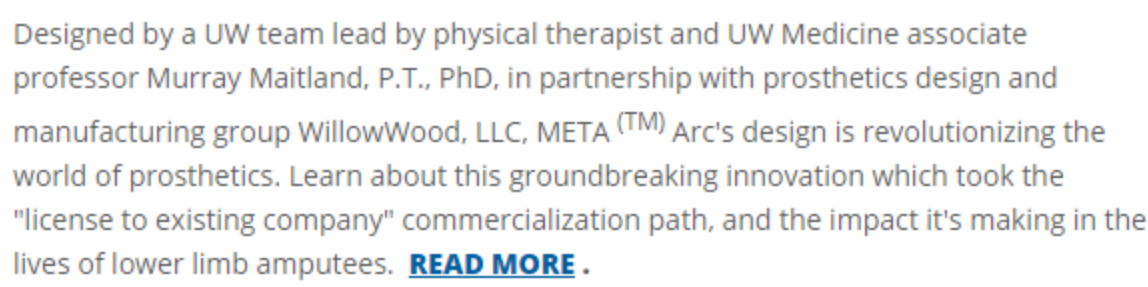 Designed by a UW team lead by physical therapist and UW Medicine associate
professor Murray Maitland, P.T., PhD, in partnership with prosthetics design and
manufacturing group WillowWood, LLC, META (TM) Arc's design is revolutionizing the
world of prosthetics. Learn about this groundbreaking innovation which took the
"license to existing company" commercialization path, and the impact it's making in the
lives of lower limb amputees.  READ MORE .